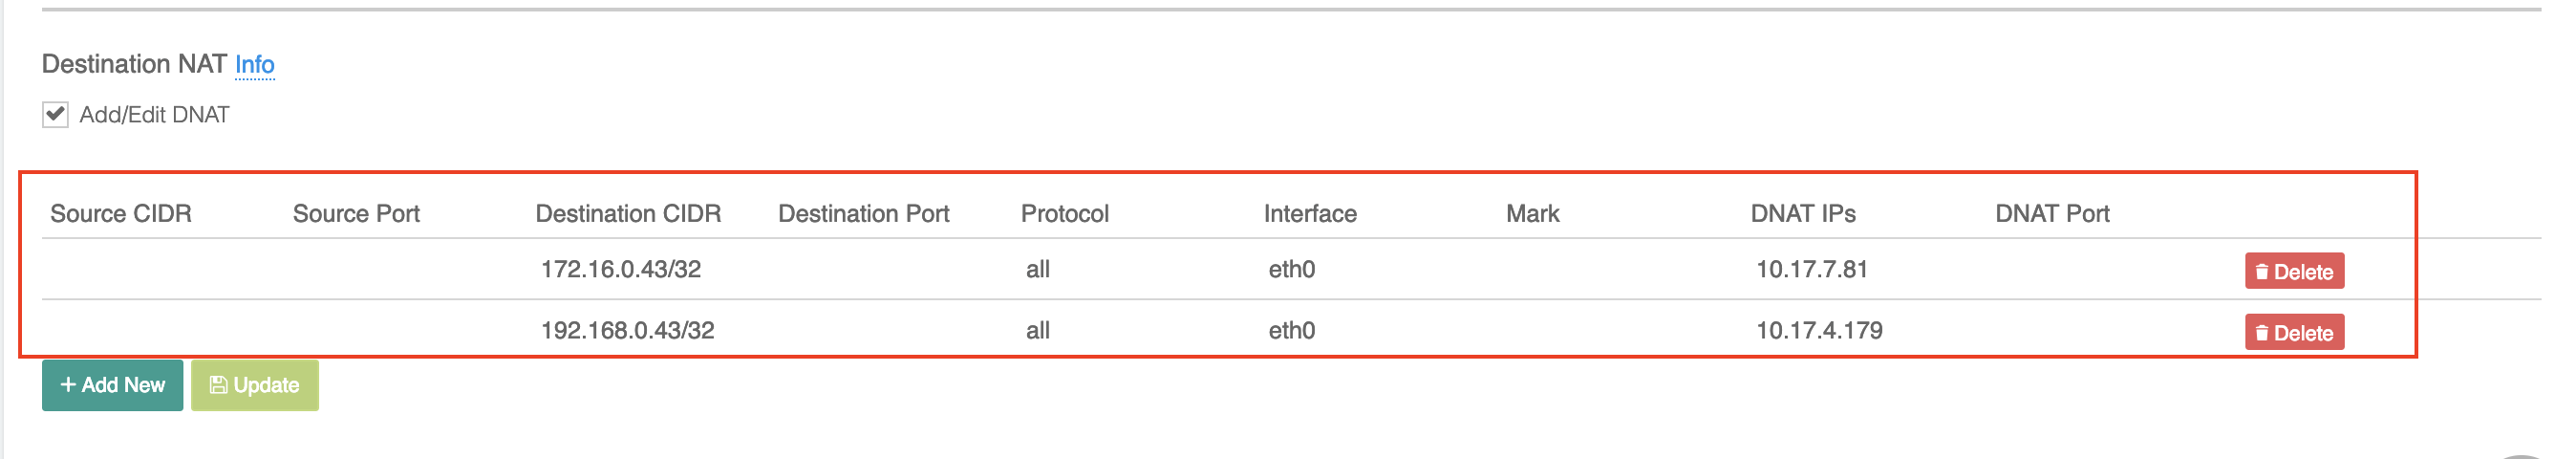 Destination NAT Info
Add/Edit DNAT
Source CIDR Source Port Destination CIDR Destination Port Protocol Interface Mark DNAT IPs DNAT Port
172.16.0.43/32 all eth0 10.17.7.81 Delete
192.168.0.43/32 all eth0 10.17.4.179 Delete
+ Add New Update